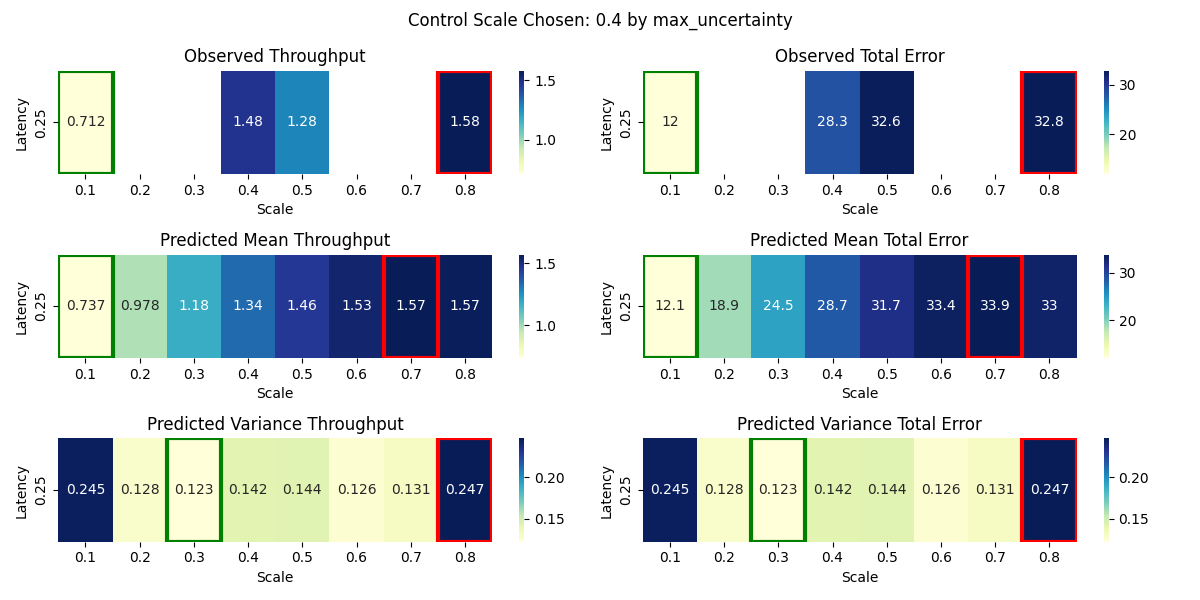 Control Scale Chosen: 0.4 by max_uncertainty
Observed Throughput
Latency
0.25
0.712 1.48 1.28 1.58
1.5
1.0
0.1 0.2 0.3 0.4 0.5 0.6 0.7 0.8
Scale
Observed Total Error
Latency
0.25
12 28.3 32.6 32.8
30
20
0.1 0.2 0.3 0.4 0.5 0.6 0.7 0.8
Scale
Predicted Mean Throughput
Latency
0.25
0.737 0.978 1.18 1.34 1.46 1.53 1.57 1.57
1.5
1.0
0.1 0.2 0.3 0.4 0.5 0.6 0.7 0.8
Scale
Predicted Mean Total Error
Latency
0.25
12.1 18.9 24.5 28.7 31.7 33.4 33.9 33
30
20
0.1 0.2 0.3 0.4 0.5 0.6 0.7 0.8
Scale
Predicted Variance Throughput
Latency
0.25
0.245 0.128 0.123 0.142 0.144 0.126 0.131 0.247
0.20
0.15
0.1 0.2 0.3 0.4 0.5 0.6 0.7 0.8
Scale
Predicted Variance Total Error
Latency
0.25
0.245 0.128 0.123 0.142 0.144 0.126 0.131 0.247
0.20
0.15
0.1 0.2 0.3 0.4 0.5 0.6 0.7 0.8
Scale